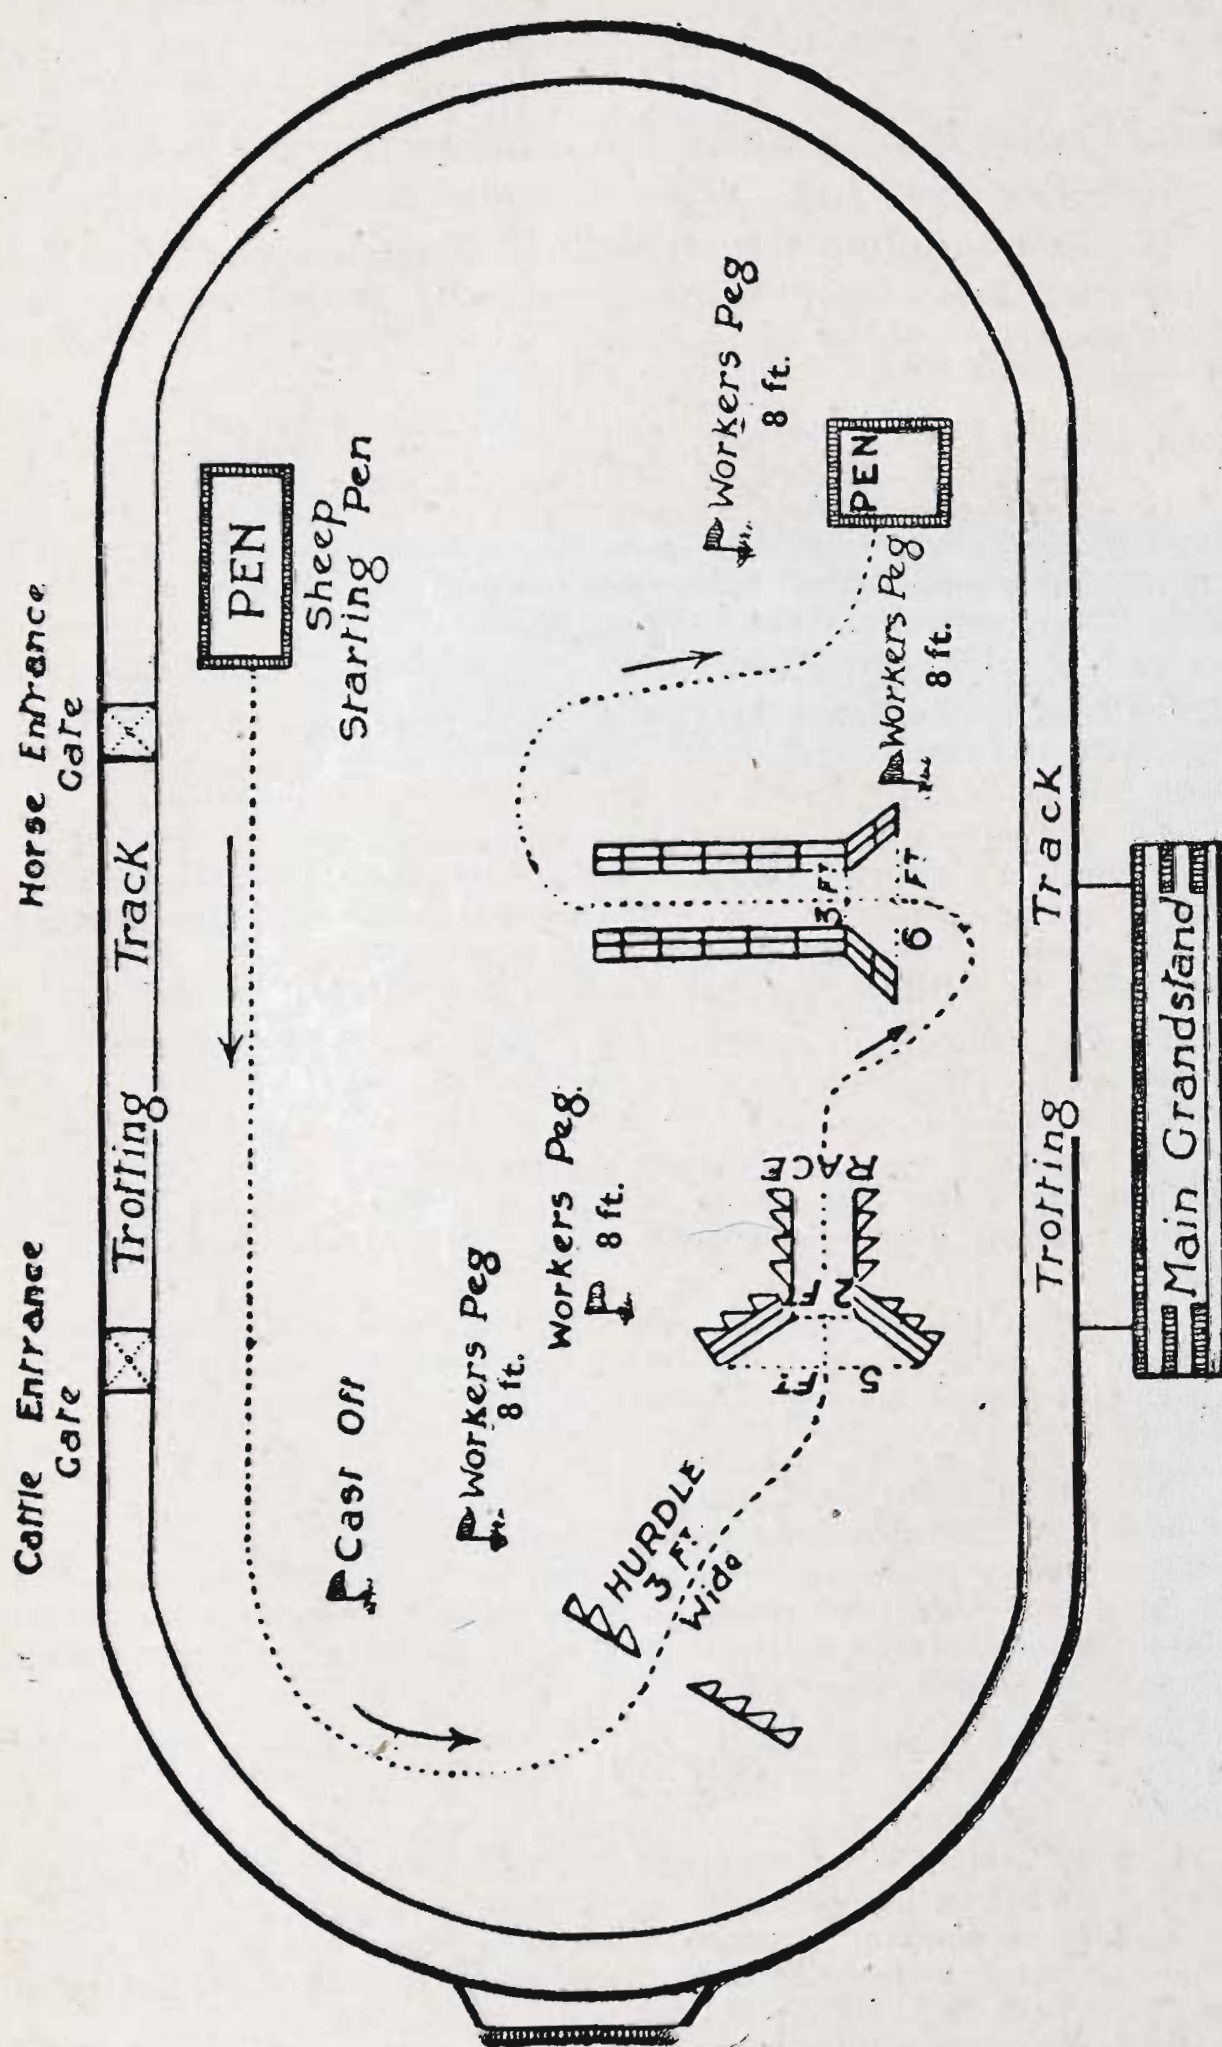 Cattle Entrance
Gate
Horse Entrance
Gate
Trotting Track
PEN
Sheep
Starting Pen
Cast Off
Workers Peg
8 ft.
Workers Peg.
8 ft.
HURDLE
3 FT.
Wide
5 FT
2 F
RACE
6 FT
3 FT
Workers Peg
8 ft.
Workers Peg
8 ft.
PEN
Trotting Track
Main Grandstand